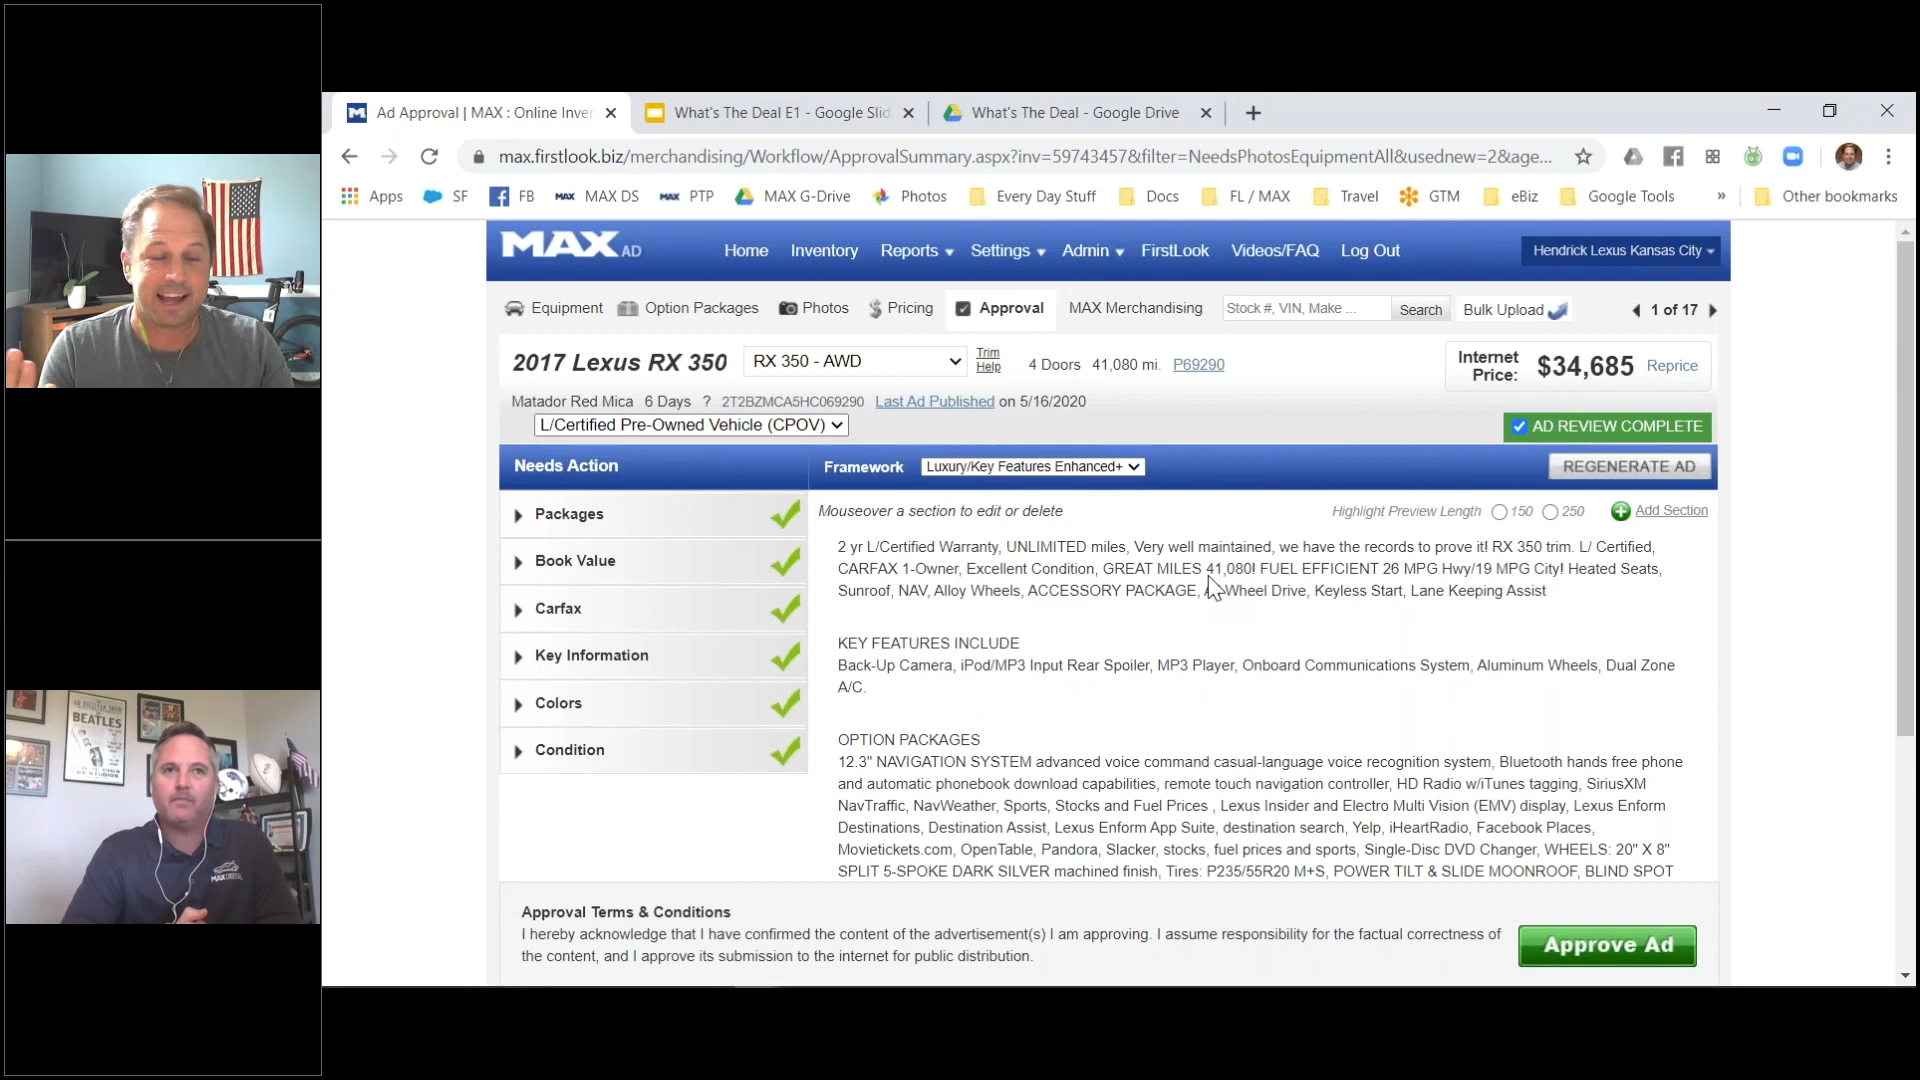 BEATLES
MAXDIGITAL
Ad Approval | MAX : Online Inver
What's The Deal E1 - Google Slid
What's The Deal - Google Drive
max.firstlook.biz/merchandising/Workflow/ApprovalSummary.aspx?inv=59743457&filter=NeedsPhotosEquipmentAll&usednew=2&age...
Apps SF FB MAX MAX DS MAX PTP MAX G-Drive Photos Every Day Stuff Docs FL / MAX Travel GTM eBiz Google Tools » Other bookmarks
MAX AD Home Inventory Reports Settings Admin FirstLook Videos/FAQ Log Out Hendrick Lexus Kansas City
Equipment Option Packages Photos Pricing Approval MAX Merchandising Stock #, VIN, Make ... Search Bulk Upload 1 of 17
2017 Lexus RX 350 RX 350 - AWD Trim Help 4 Doors 41,080 mi. P69290 Internet Price: $34,685 Reprice
Matador Red Mica 6 Days ? 2T2BZMCA5HC069290 Last Ad Published on 5/16/2020
L/Certified Pre-Owned Vehicle (CPOV) AD REVIEW COMPLETE
Needs Action Framework Luxury/Key Features Enhanced+ REGENERATE AD
Packages
Book Value
Carfax
Key Information
Colors
Condition
Mouseover a section to edit or delete Highlight Preview Length 150 250 Add Section
2 yr L/Certified Warranty, UNLIMITED miles, Very well maintained, we have the records to prove it! RX 350 trim. L/ Certified,
CARFAX 1-Owner, Excellent Condition, GREAT MILES 41,080! FUEL EFFICIENT 26 MPG Hwy/19 MPG City! Heated Seats,
Sunroof, NAV, Alloy Wheels, ACCESSORY PACKAGE, Wheel Drive, Keyless Start, Lane Keeping Assist
KEY FEATURES INCLUDE
Back-Up Camera, iPod/MP3 Input Rear Spoiler, MP3 Player, Onboard Communications System, Aluminum Wheels, Dual Zone
A/C.
OPTION PACKAGES
12.3" NAVIGATION SYSTEM advanced voice command casual-language voice recognition system, Bluetooth hands free phone
and automatic phonebook download capabilities, remote touch navigation controller, HD Radio w/iTunes tagging, SiriusXM
NavTraffic, NavWeather, Sports, Stocks and Fuel Prices , Lexus Insider and Electro Multi Vision (EMV) display, Lexus Enform
Destinations, Destination Assist, Lexus Enform App Suite, destination search, Yelp, iHeartRadio, Facebook Places,
Movietickets.com, OpenTable, Pandora, Slacker, stocks, fuel prices and sports, Single-Disc DVD Changer, WHEELS: 20" X 8"
SPLIT 5-SPOKE DARK SILVER machined finish, Tires: P235/55R20 M+S, POWER TILT & SLIDE MOONROOF, BLIND SPOT
Approval Terms & Conditions
I hereby acknowledge that I have confirmed the content of the advertisement(s) I am approving. I assume responsibility for the factual correctness of
the content, and I approve its submission to the internet for public distribution.
Approve Ad